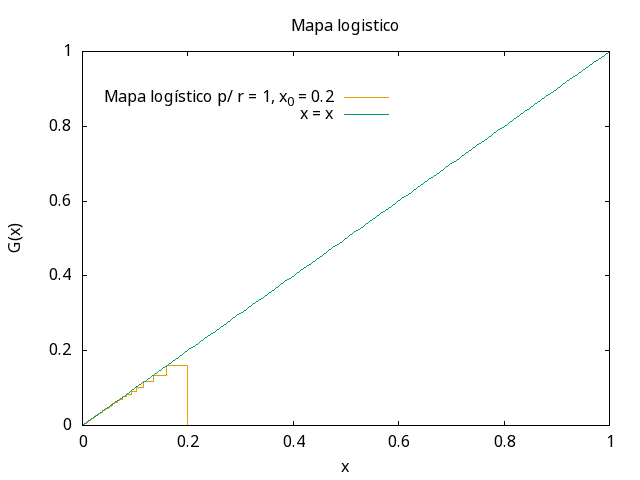 Mapa logistico
1
Mapa logístico p/ r = 1, x₀ = 0.2
x = x
0.8
0.6
G(x)
0.4
0.2
0
0 0.2 0.4 0.6 0.8 1
x